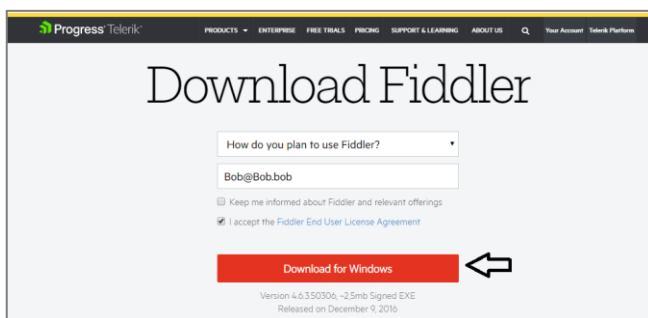 Progress Telerik
PRODUCTS ENTERPRISE FREE TRIALS PRICING SUPPORT & LEARNING ABOUT US Your Account Telerik Platform
Download Fiddler
How do you plan to use Fiddler?
Bob@Bob.bob
Keep me informed about Fiddler and relevant offerings
I accept the Fiddler End User License Agreement
Download for Windows
Version 4.6.3.50306, ~2,5mb Signed EXE
Released on December 9, 2016